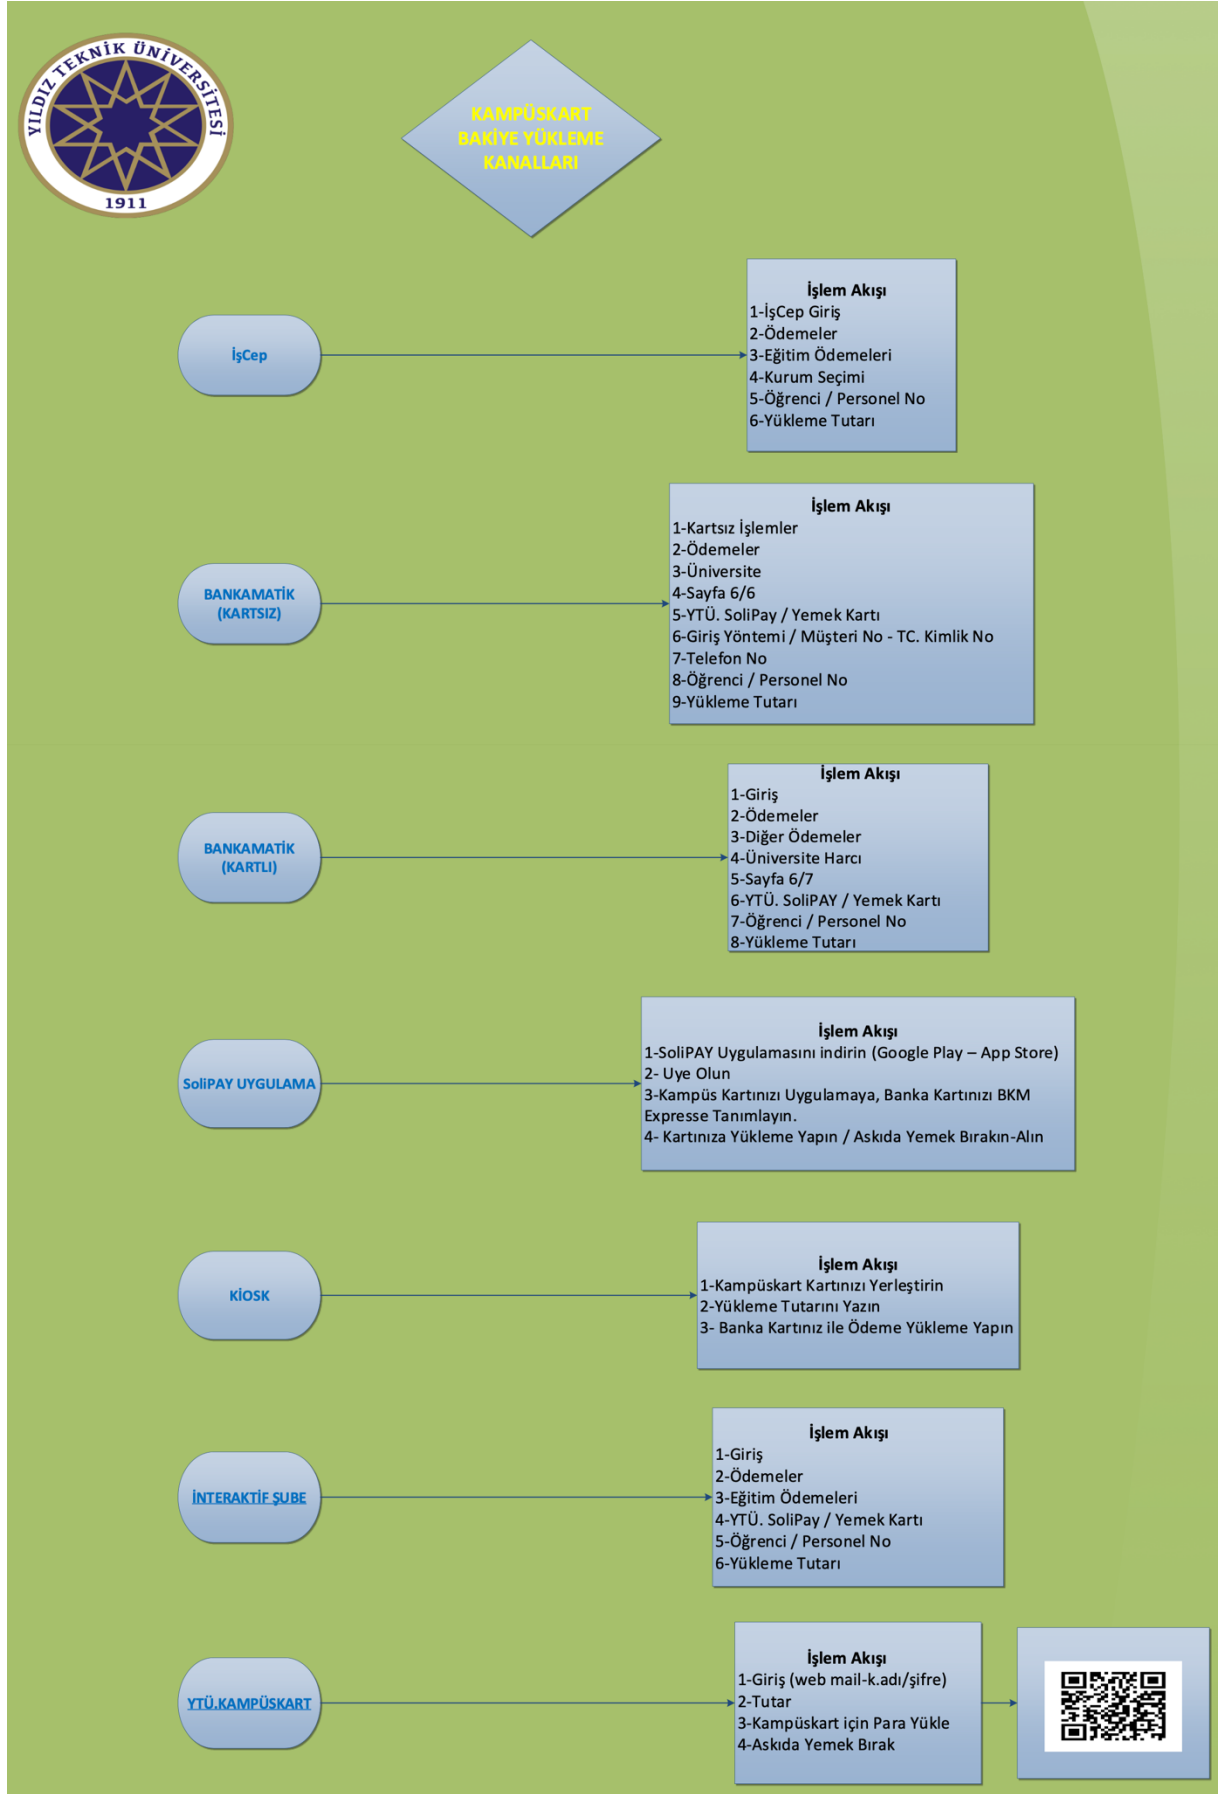 YILDIZ TEKNİK ÜNİVERSİTESİ
1911
KAMPÜSKART
BAKİYE YÜKLEME
KANALLARI
İşCep
İşlem Akışı
1-İşCep Giriş
2-Ödemeler
3-Eğitim Ödemeleri
4-Kurum Seçimi
5-Öğrenci / Personel No
6-Yükleme Tutarı
BANKAMATİK
(KARTSIZ)
İşlem Akışı
1-Kartsız İşlemler
2-Ödemeler
3-Üniversite
4-Sayfa 6/6
5-YTÜ. SoliPay / Yemek Kartı
6-Giriş Yöntemi / Müşteri No - TC. Kimlik No
7-Telefon No
8-Öğrenci / Personel No
9-Yükleme Tutarı
BANKAMATİK
(KARTLI)
İşlem Akışı
1-Giriş
2-Ödemeler
3-Diğer Ödemeler
4-Üniversite Harcı
5-Sayfa 6/7
6-YTÜ. SoliPAY / Yemek Kartı
7-Öğrenci / Personel No
8-Yükleme Tutarı
SoliPAY UYGULAMA
İşlem Akışı
1-SoliPAY Uygulamasını indirin (Google Play – App Store)
2- Uye Olun
3-Kampüs Kartınızı Uygulamaya, Banka Kartınızı BKM
Expresse Tanımlayın.
4- Kartınıza Yükleme Yapın / Askıda Yemek Bırakın-Alın
KİOSK
İşlem Akışı
1-Kampüskart Kartınızı Yerleştirin
2-Yükleme Tutarını Yazın
3- Banka Kartınız ile Ödeme Yükleme Yapın
İNTERAKTİF ŞUBE
İşlem Akışı
1-Giriş
2-Ödemeler
3-Eğitim Ödemeleri
4-YTÜ. SoliPay / Yemek Kartı
5-Öğrenci / Personel No
6-Yükleme Tutarı
YTÜ.KAMPÜSKART
İşlem Akışı
1-Giriş (web mail-k.adı/şifre)
2-Tutar
3-Kampüskart için Para Yükle
4-Askıda Yemek Bırak